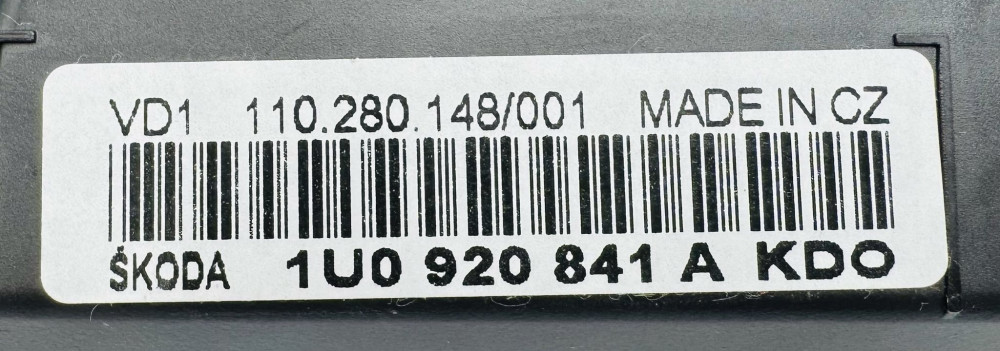 VD1 110.280.148/001 MADE IN CZ
ŠKODA 1U0 920 841 A KDO